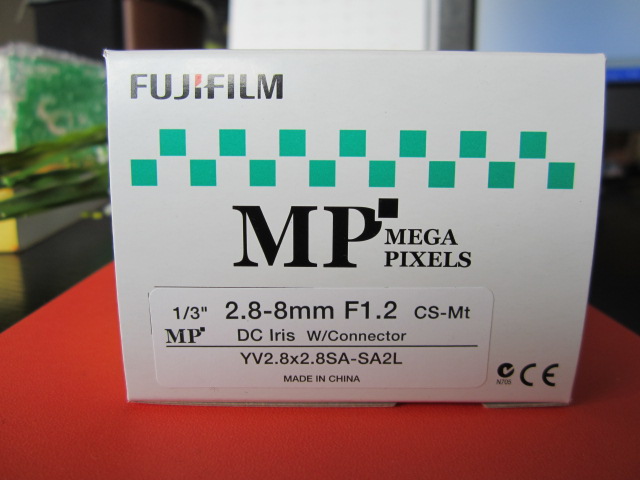 FUJIFILM
MP MEGA
PIXELS
1/3" 2.8-8mm F1.2 CS-Mt
MP DC Iris W/Connector
YV2.8x2.8SA-SA2L
MADE IN CHINA
N705
CE